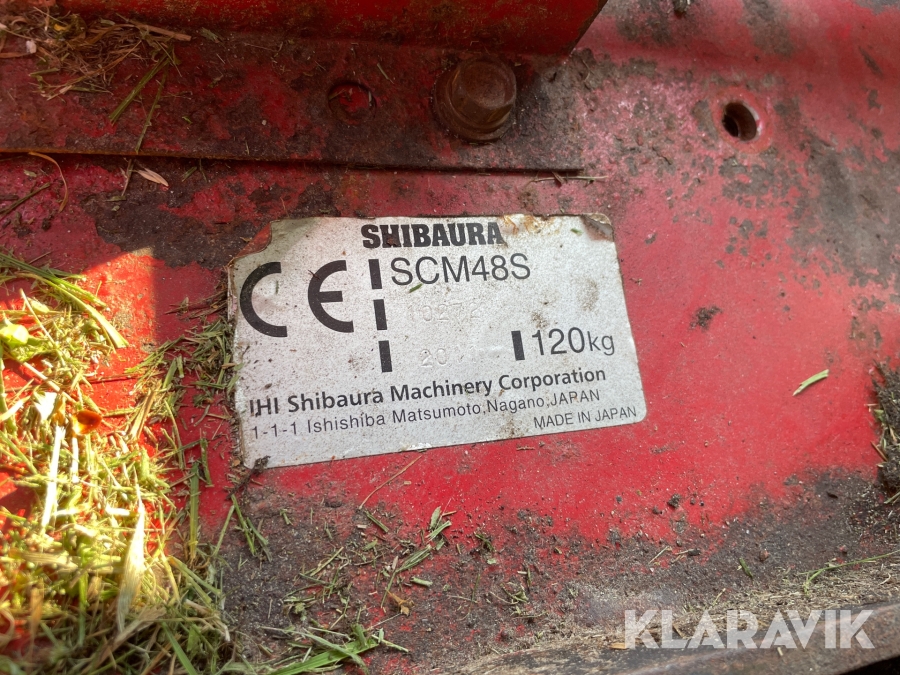 SHIBAURA
CE SCM48S
120kg
IHI Shibaura Machinery Corporation
1-1-1 Ishishiba Matsumoto,Nagano,JAPAN
MADE IN JAPAN
KLARAVIK